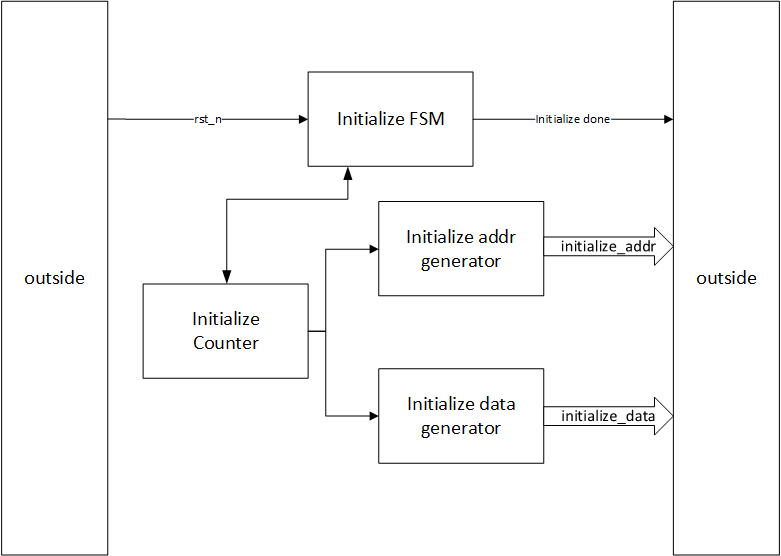 rst_n
Initialize FSM
Initialize done
outside
Initialize addr
generator
initialize_addr
outside
Initialize
Counter
Initialize data
generator
initialize_data